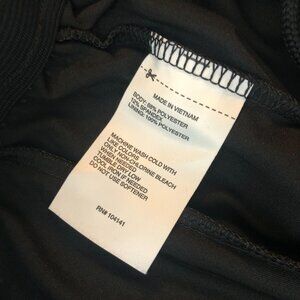 MADE IN VIETNAM
BODY: 88% POLYESTER
12% SPANDEX
LINING: 100% POLYESTER
MACHINE WASH COLD WITH
LIKE COLORS
ONLY NON-CHLORINE BLEACH
WHEN NEEDED
TUMBLE DRY LOW
COOL IRON IF NEEDED
DO NOT USE SOFTENER
RN# 104141